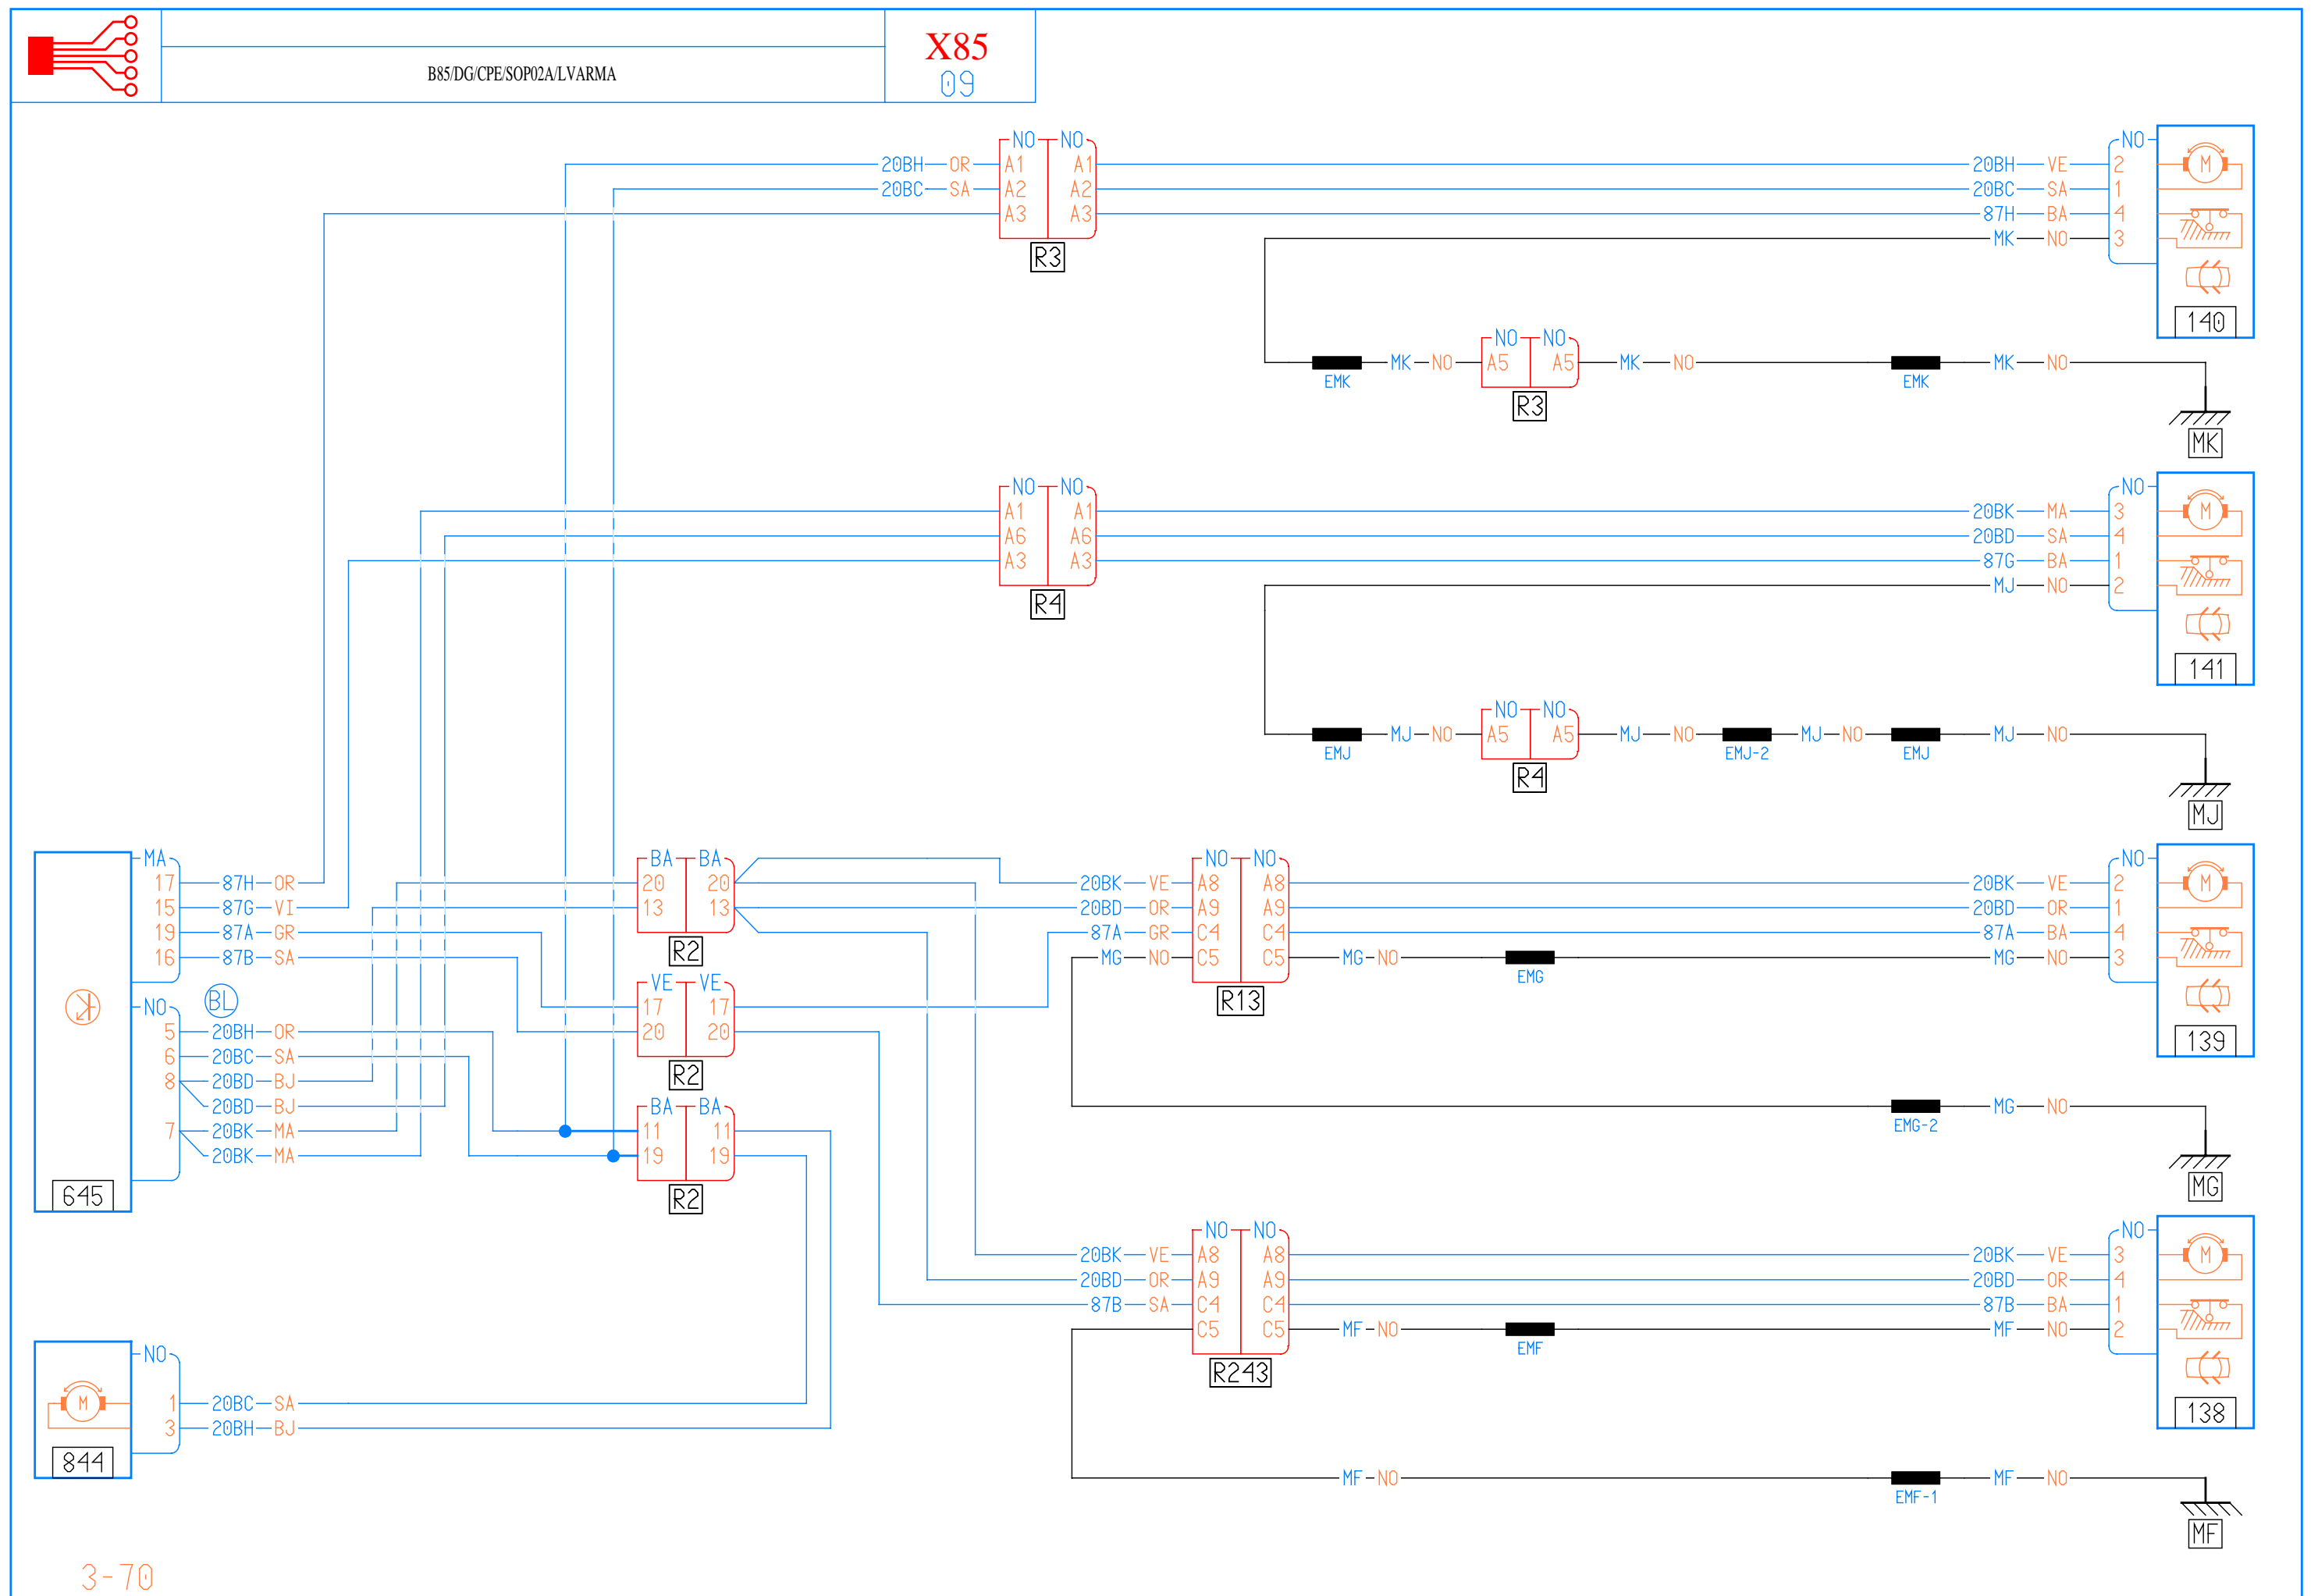 X85
B85/DG/CPE/SOP02A/LVARMA
09
NO NO NO
20BH OR A1 A1 20BH VE 2 M
20BC SA A2 A2 20BC SA 1
A3 A3 87H BA 4
MK NO 3
R3
140
NO NO
EMK MK NO A5 A5 MK NO EMK MK NO
R3
MK
NO NO NO
A1 A1 20BK MA 3 M
A6 A6 20BD SA 4
A3 A3 87G BA 1
MJ NO 2
R4
141
NO NO
EMJ MJ NO A5 A5 MJ NO EMJ-2 MJ NO EMJ MJ NO
R4
MJ
MA BA BA NO NO NO
17 87H OR 20 20 20BK VE A8 A8 20BK VE 2 M
15 87G VI 13 13 20BD OR A9 A9 20BD OR 1
19 87A GR 87A GR C4 C4 87A BA 4
16 87B SA R2 MG NO C5 C5 MG NO EMG MG NO 3
VE VE
NO BL 17 17 R13
5 20BH OR 20 20
6 20BC SA 139
8 20BD BJ R2
20BD BJ BA BA EMG-2 MG NO
7 20BK MA 11 11
20BK MA 19 19
645 R2 MG
NO NO NO
20BK VE A8 A8 20BK VE 3 M
20BD OR A9 A9 20BD OR 4
87B SA C4 C4 87B BA 1
C5 C5 MF NO EMF MF NO 2
NO R243
M 1 20BC SA 138
3 20BH BJ
844
MF NO EMF-1 MF NO
MF
3-70